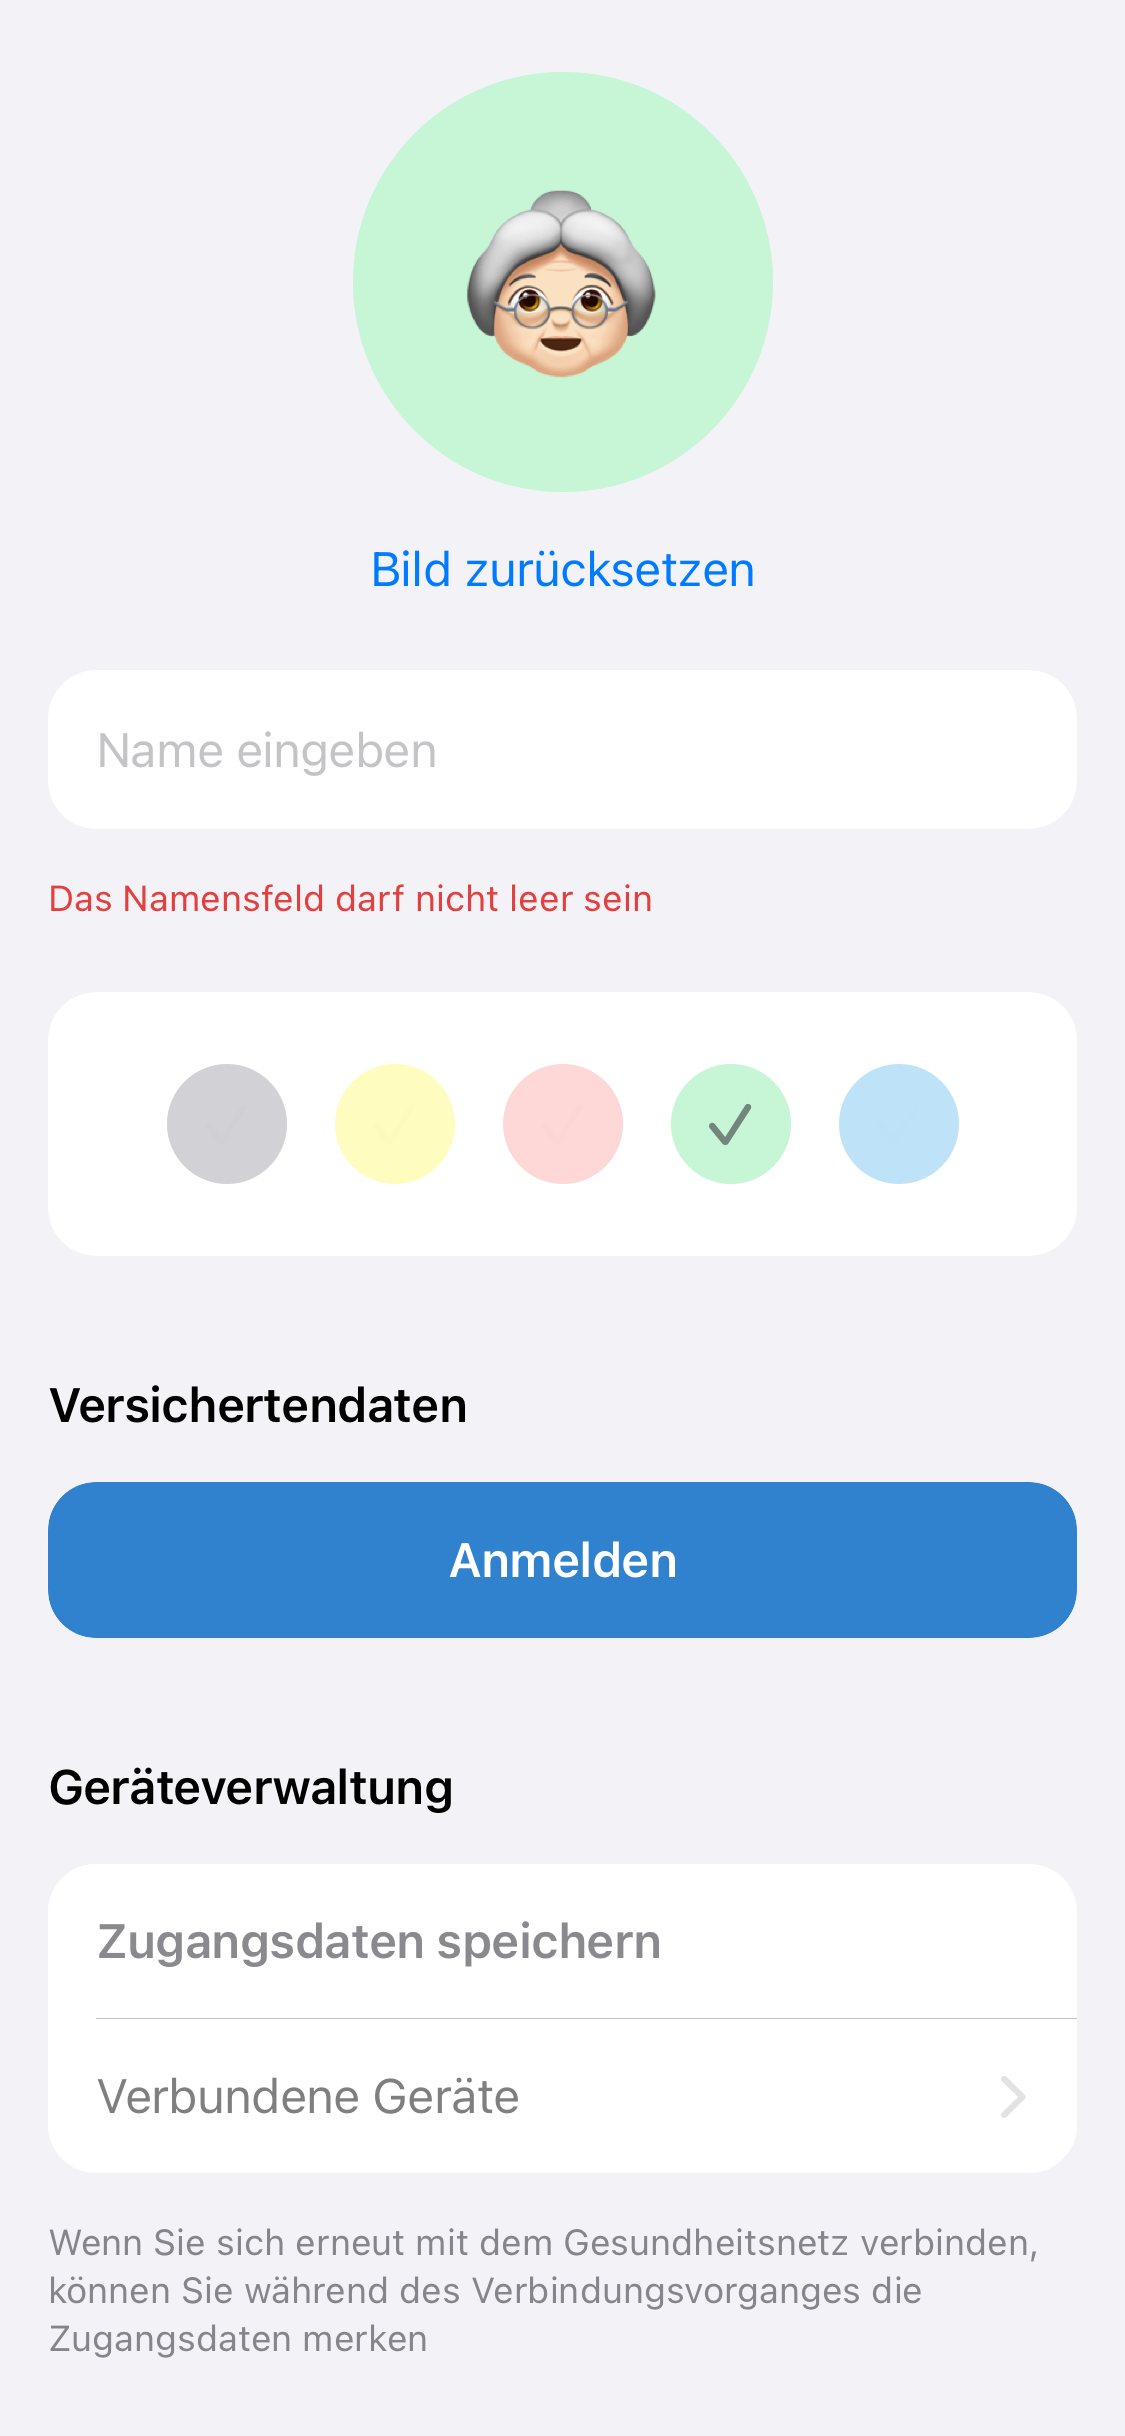 Bild zurücksetzen
Name eingeben
Das Namensfeld darf nicht leer sein
Versichertendaten
Anmelden
Geräteverwaltung
Zugangsdaten speichern
Verbundene Geräte
Wenn Sie sich erneut mit dem Gesundheitsnetz verbinden,
können Sie während des Verbindungsvorganges die
Zugangsdaten merken